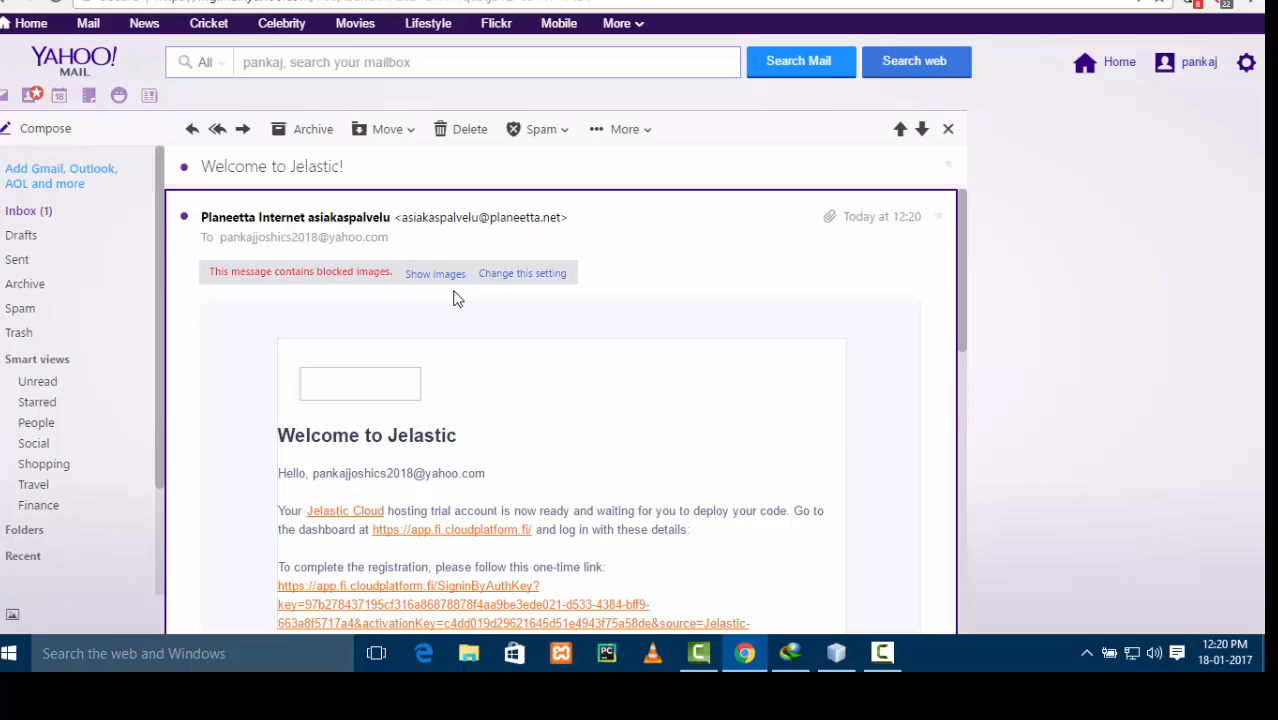 Home Mail News Cricket Celebrity Movies Lifestyle Flickr Mobile More
8 22
YAHOO!
MAIL
All pankaj, search your mailbox Search Mail Search web Home pankaj
18
Compose Archive Move Delete Spam More
Add Gmail, Outlook,
AOL and more
Inbox (1)
Drafts
Sent
Archive
Spam
Trash
Smart views
Unread
Starred
People
Social
Shopping
Travel
Finance
Folders
Recent
Welcome to Jelastic!
Planeetta Internet asiakaspalvelu <asiakaspalvelu@planeetta.net> Today at 12:20
To pankajjoshics2018@yahoo.com
This message contains blocked images. Show Images Change this setting
Welcome to Jelastic
Hello, pankajjoshics2018@yahoo.com
Your Jelastic Cloud hosting trial account is now ready and waiting for you to deploy your code. Go to
the dashboard at https://app.fi.cloudplatform.fi/ and log in with these details:
To complete the registration, please follow this one-time link:
https://app.fi.cloudplatform.fi/SigninByAuthKey?
key=97b278437195cf316a86878878f4aa9be3ede021-d533-4384-bff9-
663a8f5717a4&activationKey=c4dd019d29621645d51e4943f75a58de&source=Jelastic-
Search the web and Windows PC 12:20 PM
18-01-2017